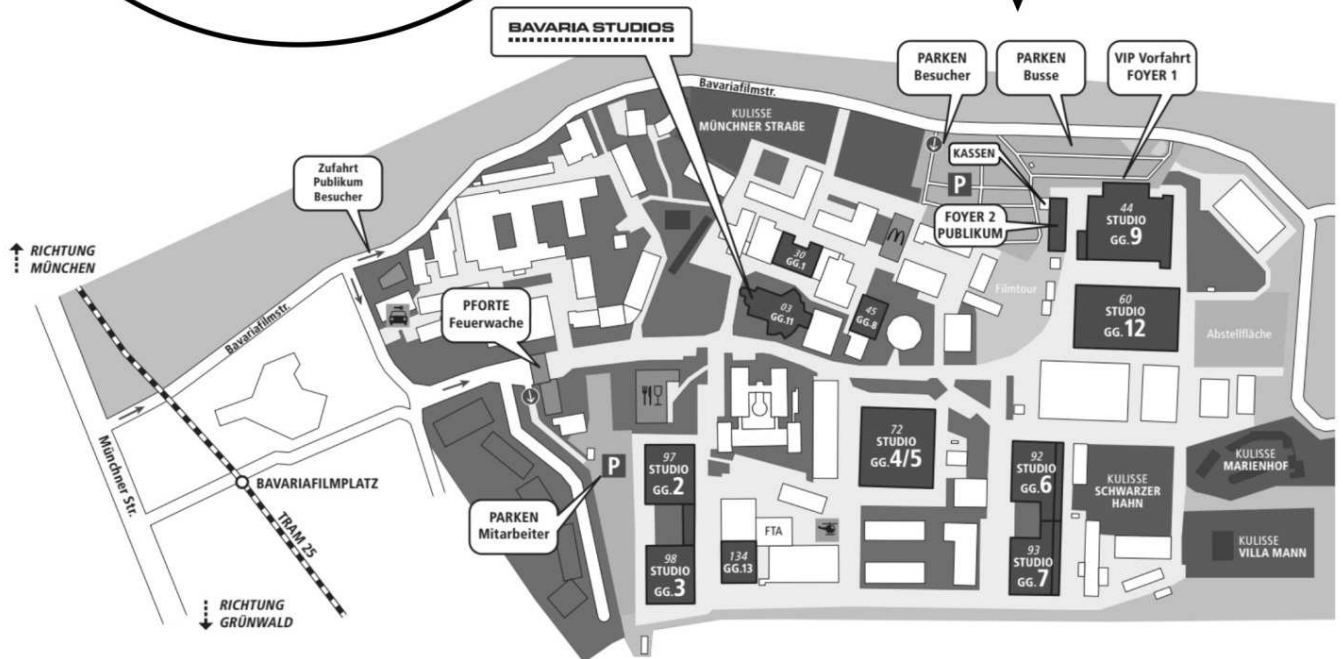 BAVARIA STUDIOS
PARKEN
Besucher
PARKEN
Busse
VIP Vorfahrt
FOYER 1
Bavariafilmstr.
KULISSE
MÜNCHNER STRAßE
KASSEN
Zufahrt
Publikum
Besucher
P
FOYER 2
PUBLIKUM
44
STUDIO
GG.9
RICHTUNG
MÜNCHEN
30
GG.1
03
GG.11
45
GG.8
Filmtour
60
STUDIO
GG.12
Abstellfläche
PFORTE
Feuerwache
Bavariafilmstr.
Münchner Str.
BAVARIAFILMPLATZ
TRAM 25
P
PARKEN
Mitarbeiter
97
STUDIO
GG.2
98
STUDIO
GG.3
72
STUDIO
GG.4/5
FTA
134
GG.13
92
STUDIO
GG.6
93
STUDIO
GG.7
KULISSE
SCHWARZER
HAHN
KULISSE
MARIENHOF
KULISSE
VILLA MANN
RICHTUNG
GRÜNWALD